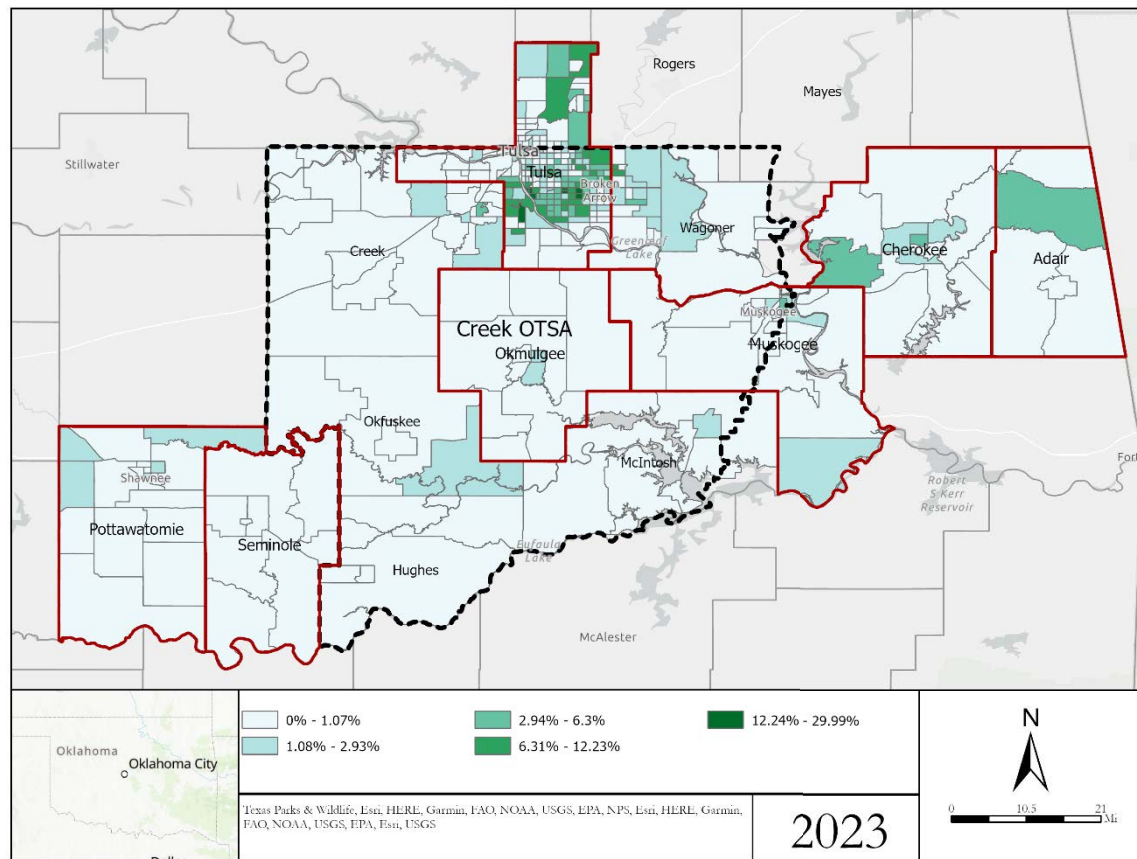 Rogers
Mayes
Stillwater
Tulsa
Tulsa
Broken
Arrow
Wagoner
Cherokee
Adair
Creek
Greenleaf
Lake
Creek OTSA
Okmulgee
Muskogee
Muskogee
Okfuskee
McIntosh
Fort
Shawnee
Robert
S Kerr
Reservoir
Pottawatomie
Seminole
Eufaula
Lake
Hughes
McAlester
Oklahoma
Oklahoma City
Dallas
0% - 1.07%
2.94% - 6.3%
12.24% - 29.99%
1.08% - 2.93%
6.31% - 12.23%
Texas Parks & Wildlife, Esri, HERE, Garmin, FAO, NOAA, USGS, EPA, NPS, Esri, HERE, Garmin,
FAO, NOAA, USGS, EPA, Esri, USGS
2023
N
0 10.5 21
Mi